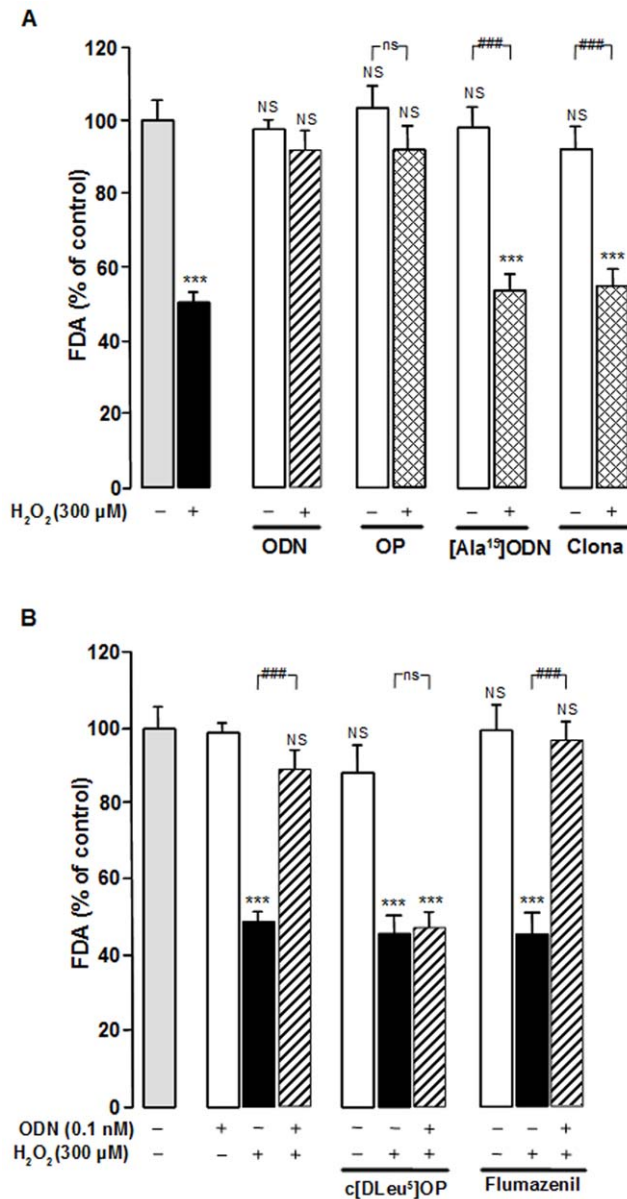 A
120
ns
###
###
NS
NS
NS
NS
NS
NS
100
80
60
***
***
***
40
20
0
FDA (% of control)
H₂O₂ (300 µM) – + – + – + – + – +
ODN OP [Ala¹⁵]ODN Clona
B
120
###
ns
###
NS
NS
NS
NS
100
80
60
***
***
***
***
40
20
0
FDA (% of control)
ODN (0.1 nM) – + – + – – + – – +
H₂O₂ (300 µM) – – + + – + + – + +
c[DLeu⁵]OP Flumazenil